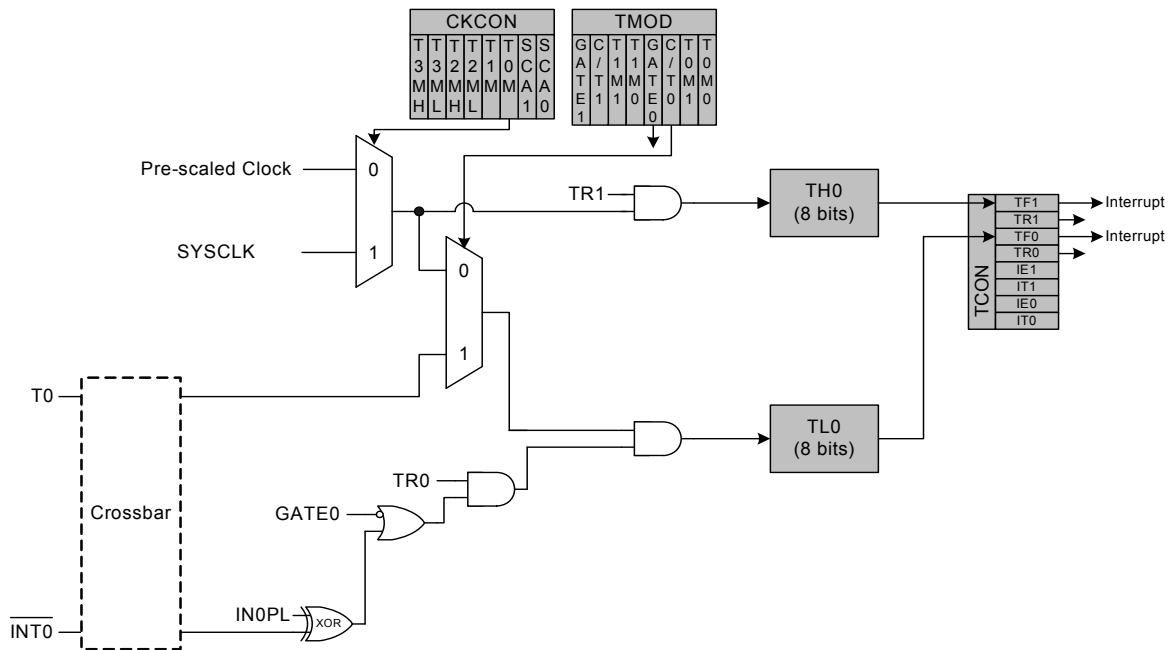 CKCON
TMOD
T3MH
T3ML
T2MH
T2ML
T1M
T0M
SCA1
SCA0
GATE1
C/T1
T1M1
T1M0
GATE0
C/T0
T0M1
T0M0
Pre-scaled Clock
0
SYSCLK
1
TR1
TH0
(8 bits)
0
1
TCON
TF1
TR1
TF0
TR0
IE1
IT1
IE0
IT0
Interrupt
Interrupt
T0
Crossbar
TL0
(8 bits)
TR0
GATE0
IN0PL
XOR
INT0